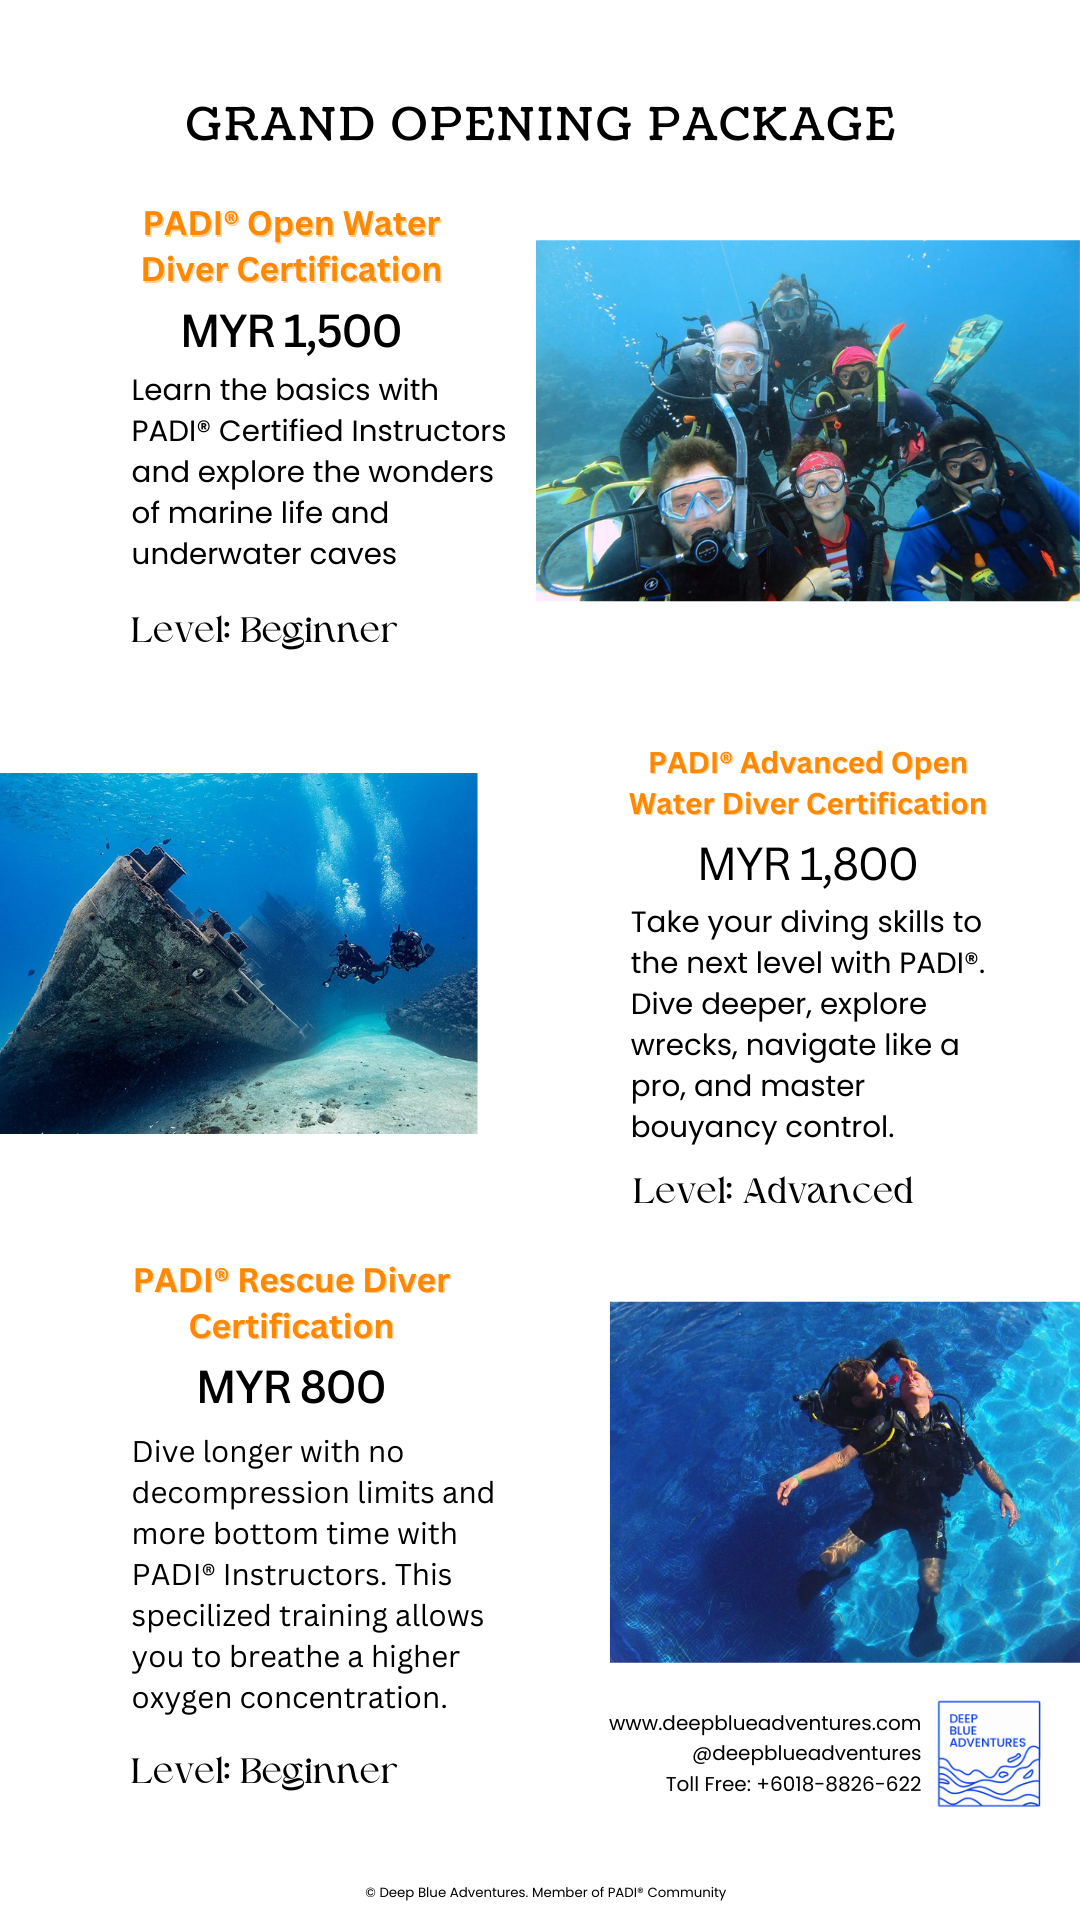 GRAND OPENING PACKAGE
PADI® Open Water
Diver Certification
MYR 1,500
Learn the basics with
PADI® Certified Instructors
and explore the wonders
of marine life and
underwater caves
Level: Beginner
PADI® Advanced Open
Water Diver Certification
MYR 1,800
Take your diving skills to
the next level with PADI®.
Dive deeper, explore
wrecks, navigate like a
pro, and master
bouyancy control.
Level: Advanced
PADI® Rescue Diver
Certification
MYR 800
Dive longer with no
decompression limits and
more bottom time with
PADI® Instructors. This
specilized training allows
you to breathe a higher
oxygen concentration.
Level: Beginner
www.deepblueadventures.com
@deepblueadventures
Toll Free: +6018-8826-622
DEEP
BLUE
ADVENTURES
© Deep Blue Adventures. Member of PADI® Community